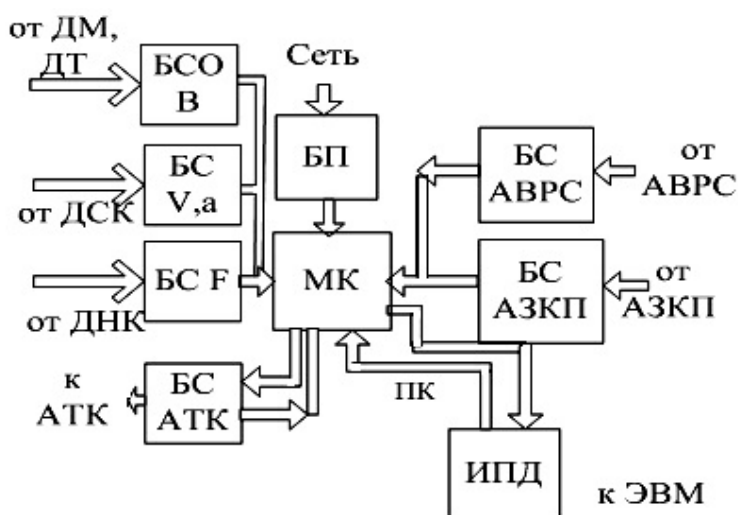 от ДМ,
ДТ
БСО
В
Сеть
БП
БС
V,a
от ДСК
БС F
от ДНК
МК
БС
АВРС
от
АВРС
БС
АЗКП
от
АЗКП
к
АТК
БС
АТК
ПК
ИПД
к ЭВМ